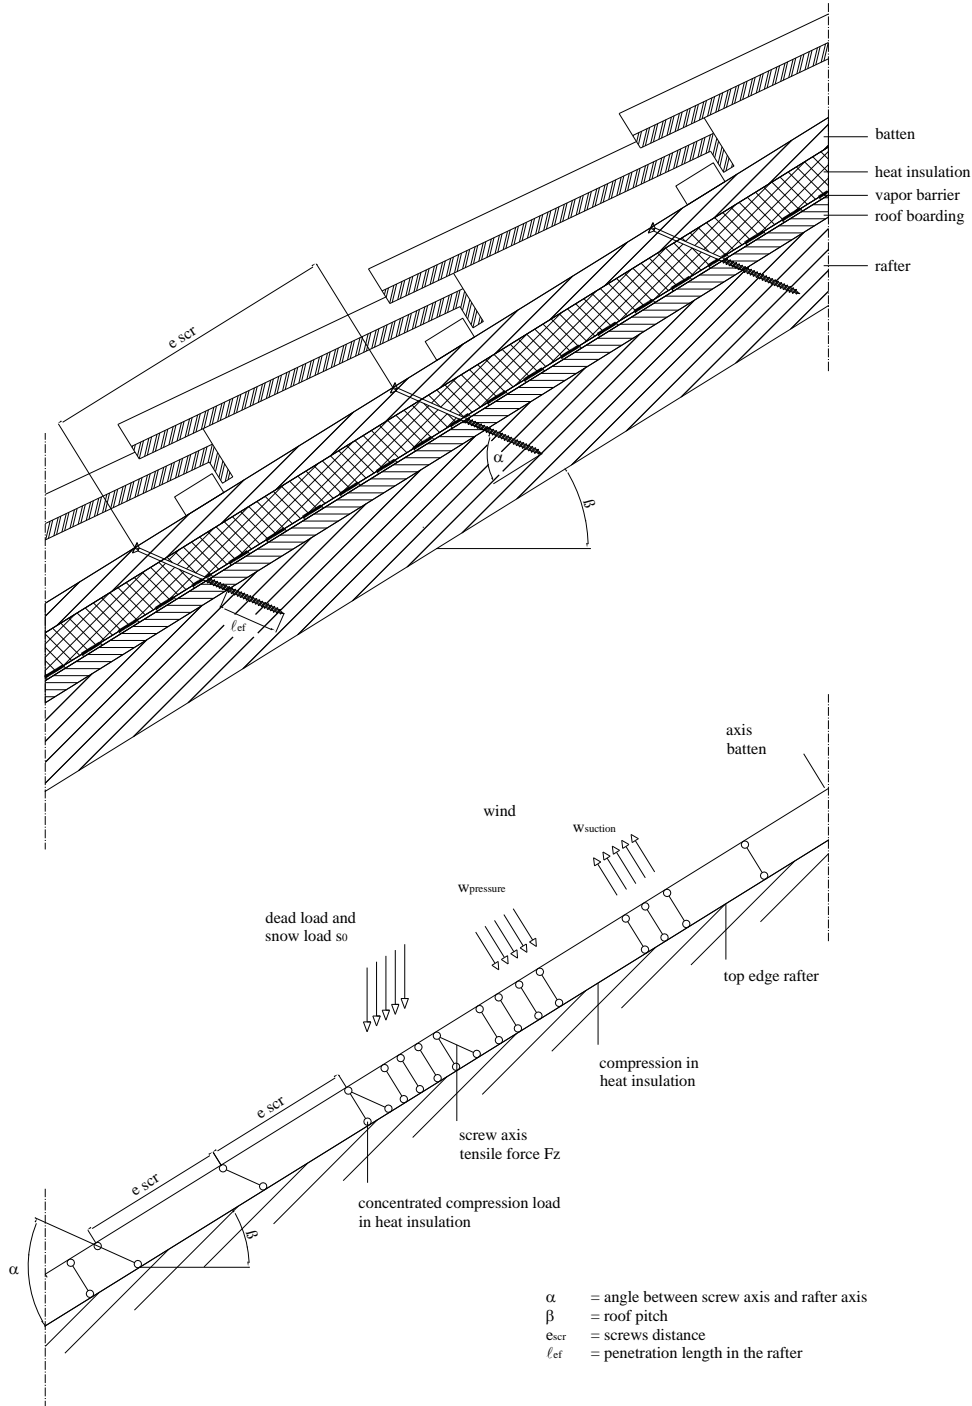 batten
heat insulation
vapor barrier
roof boarding
rafter
e scr
α
β
ℓef
axis
batten
wind
wsuction
wpressure
dead load and
snow load s0
top edge rafter
compression in
heat insulation
e scr
screw axis
tensile force Fz
e scr
concentrated compression load
in heat insulation
β
α
α = angle between screw axis and rafter axis
β = roof pitch
escr = screws distance
ℓef = penetration length in the rafter